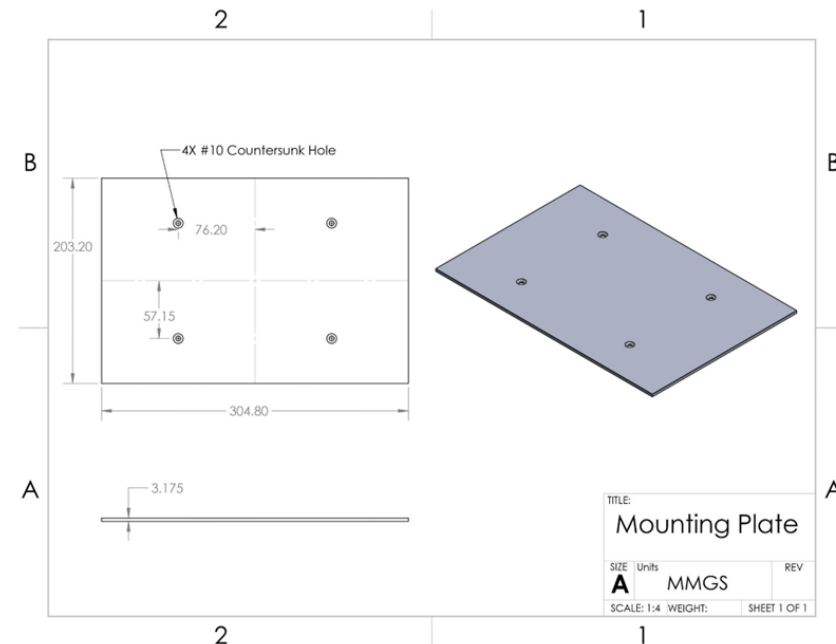 2
1
B
B
4X #10 Countersunk Hole
76.20
203.20
57.15
304.80
A
A
3.175
TITLE:
Mounting Plate
SIZE Units REV
A MMGS
SCALE: 1:4 WEIGHT: SHEET 1 OF 1
2
1